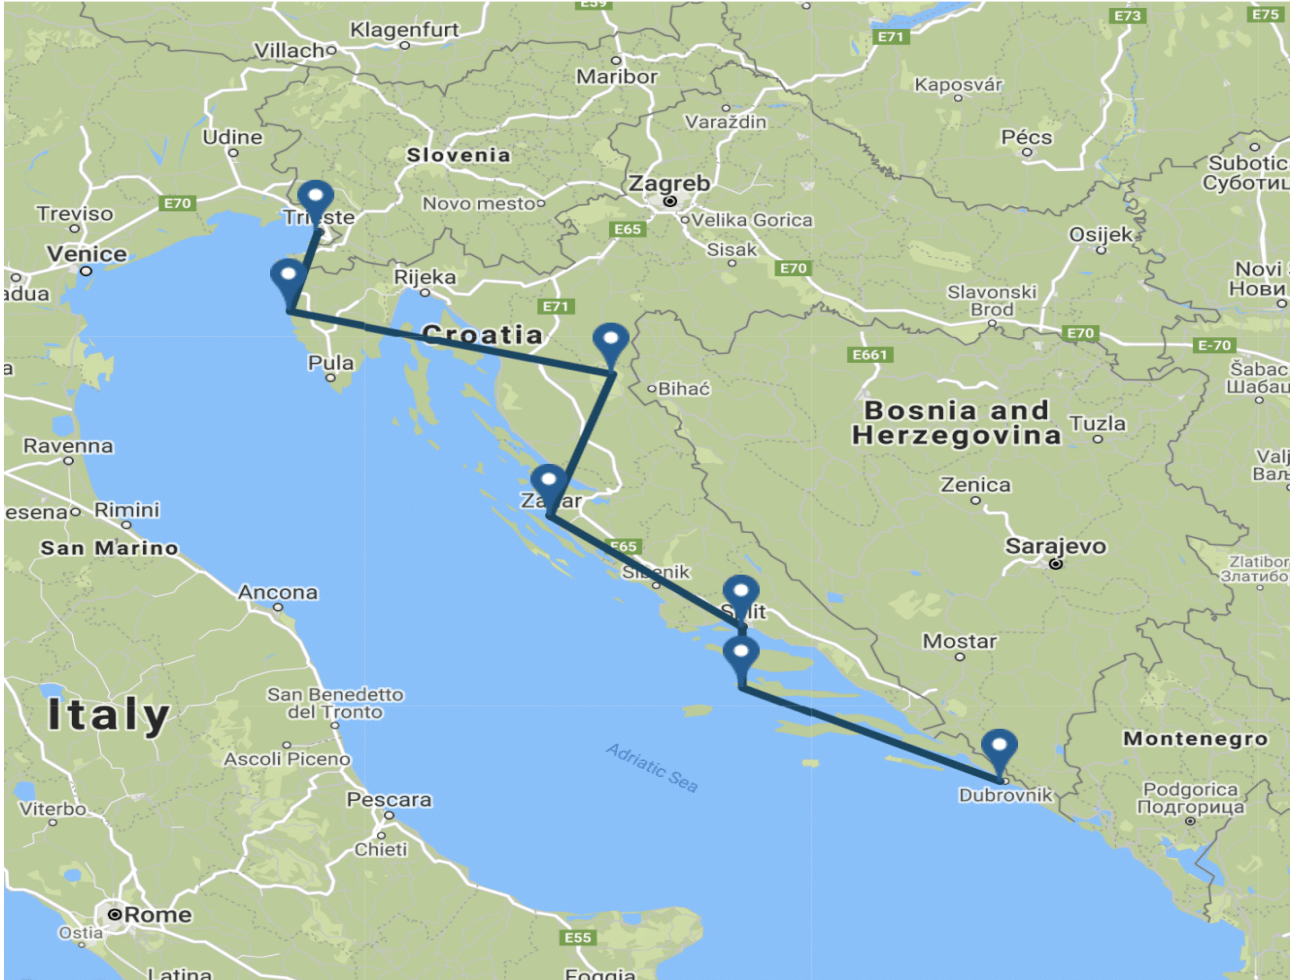 E59
E73
E75
Klagenfurt
E71
Villach
Maribor
Kaposvár
Varaždin
Udine
Pécs
Slovenia
Subotica
Суботиц
Zagreb
Treviso
E70
Trieste
Novo mesto
Velika Gorica
E65
Osijek
Venice
Sisak
E70
Rijeka
Novi
Нови
adua
Slavonski
Brod
E71
Croatia
E70
E-70
E661
Pula
a
Bihać
Šabac
Шабац
Bosnia and
Herzegovina
Tuzla
Ravenna
Valj
Ваљ
Zenica
Zadar
esena
Rimini
San Marino
E65
Sarajevo
Zlatibor
Златибо
Šibenik
Ancona
Split
Mostar
San Benedetto
del Tronto
Italy
Montenegro
Ascoli Piceno
Adriatic Sea
Dubrovnik
Podgorica
Подгорица
Viterbo
Pescara
Chieti
Rome
Ostia
E55
Latina
Foggia